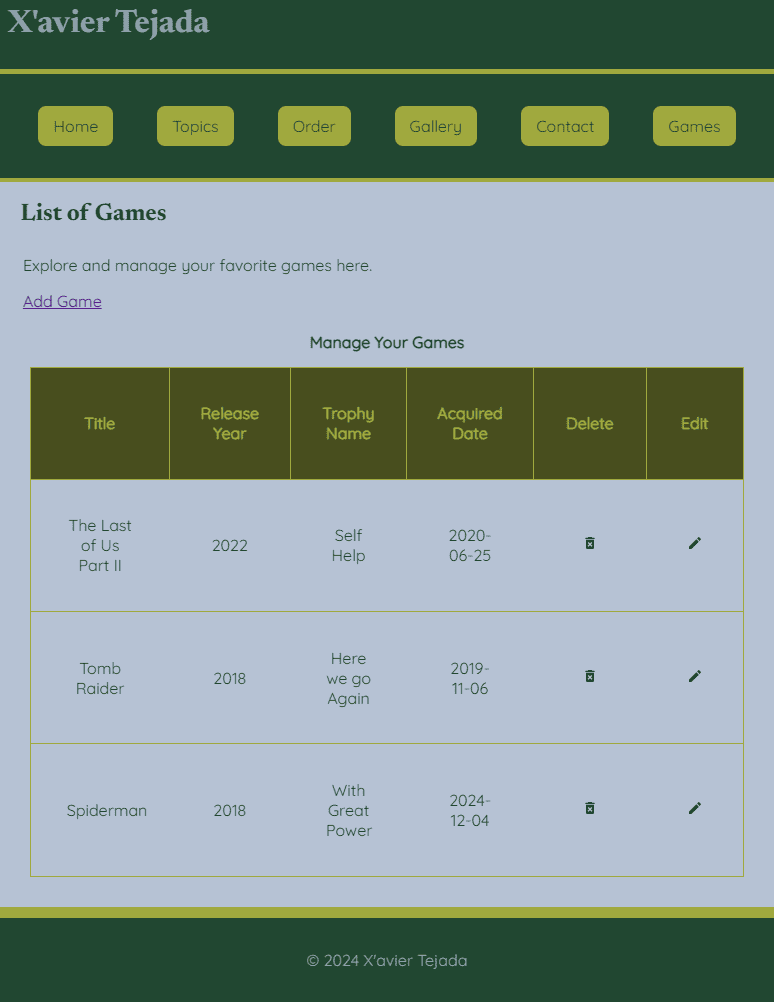 X'avier Tejada
Home Topics Order Gallery Contact Games
List of Games
Explore and manage your favorite games here.
Add Game
Manage Your Games
Title
Release
Year
Trophy
Name
Acquired
Date
Delete
Edit
The Last
of Us
Part II
2022
Self
Help
2020-
06-25
Tomb
Raider
2018
Here
we go
Again
2019-
11-06
Spiderman
2018
With
Great
Power
2024-
12-04
© 2024 X'avier Tejada